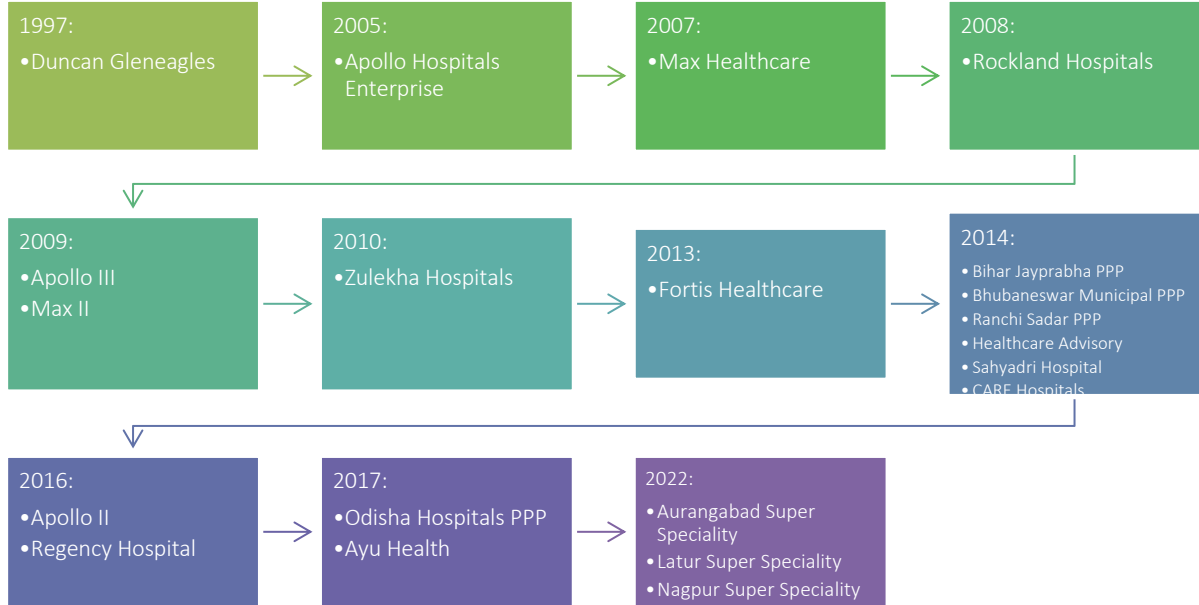 1997:
•Duncan Gleneagles
2005:
•Apollo Hospitals
Enterprise
2007:
•Max Healthcare
2008:
•Rockland Hospitals
2009:
•Apollo III
•Max II
2010:
•Zulekha Hospitals
2013:
•Fortis Healthcare
2014:
•Bihar Jayprabha PPP
•Bhubaneswar Municipal PPP
•Ranchi Sadar PPP
•Healthcare Advisory
•Sahyadri Hospital
•CARE Hospitals
2016:
•Apollo II
•Regency Hospital
2017:
•Odisha Hospitals PPP
•Ayu Health
2022:
•Aurangabad Super
Speciality
•Latur Super Speciality
•Nagpur Super Speciality